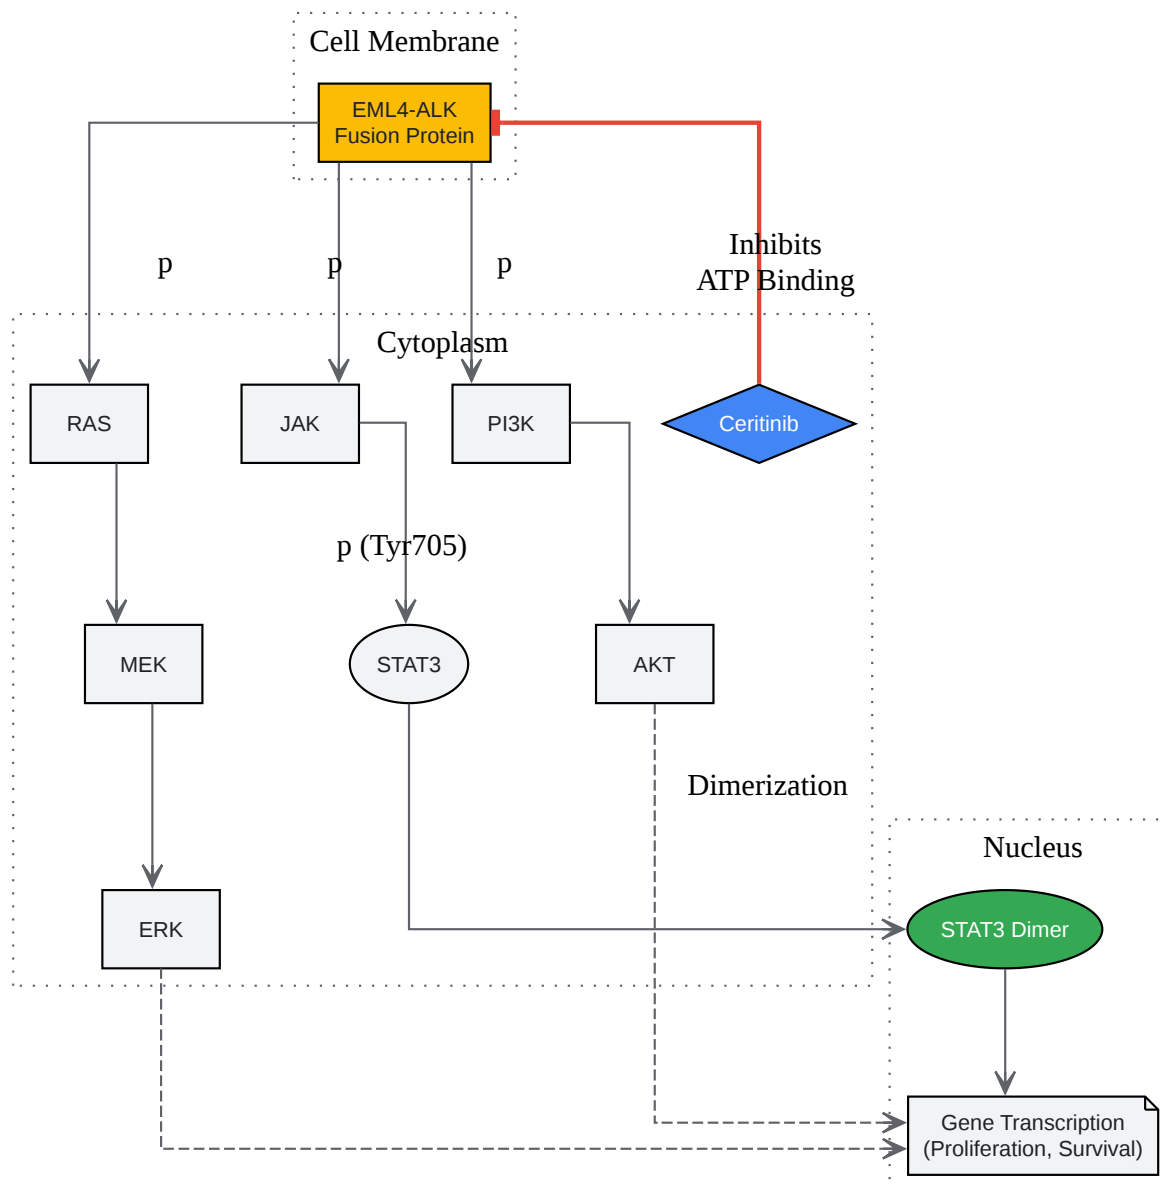 Cell Membrane
EML4-ALK
Fusion Protein
p
p
p
Inhibits
ATP Binding
Cytoplasm
RAS
JAK
PI3K
Ceritinib
p (Tyr705)
MEK
STAT3
AKT
Dimerization
Nucleus
ERK
STAT3 Dimer
Gene Transcription
(Proliferation, Survival)